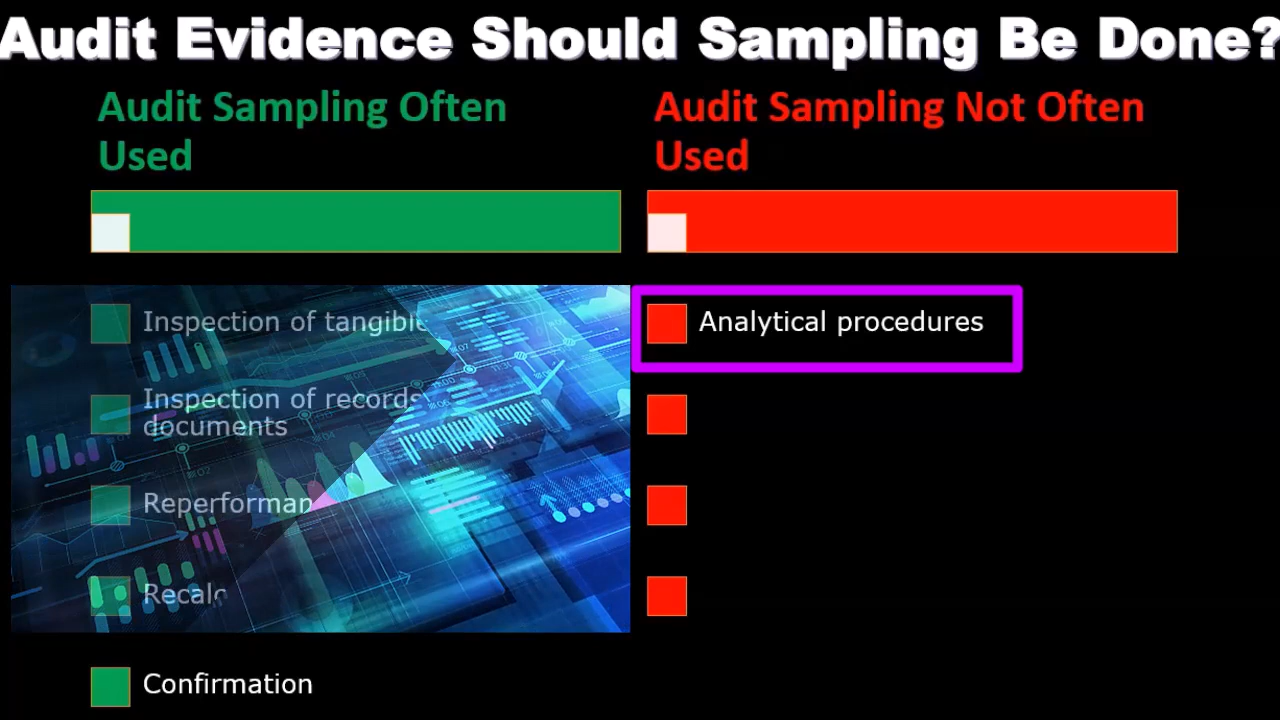 Audit Evidence Should Sampling Be Done?
Audit Sampling Often
Used
Audit Sampling Not Often
Used
Inspection of tangible
Inspection of records
documents
Reperforman
Recalc
Confirmation
Analytical procedures